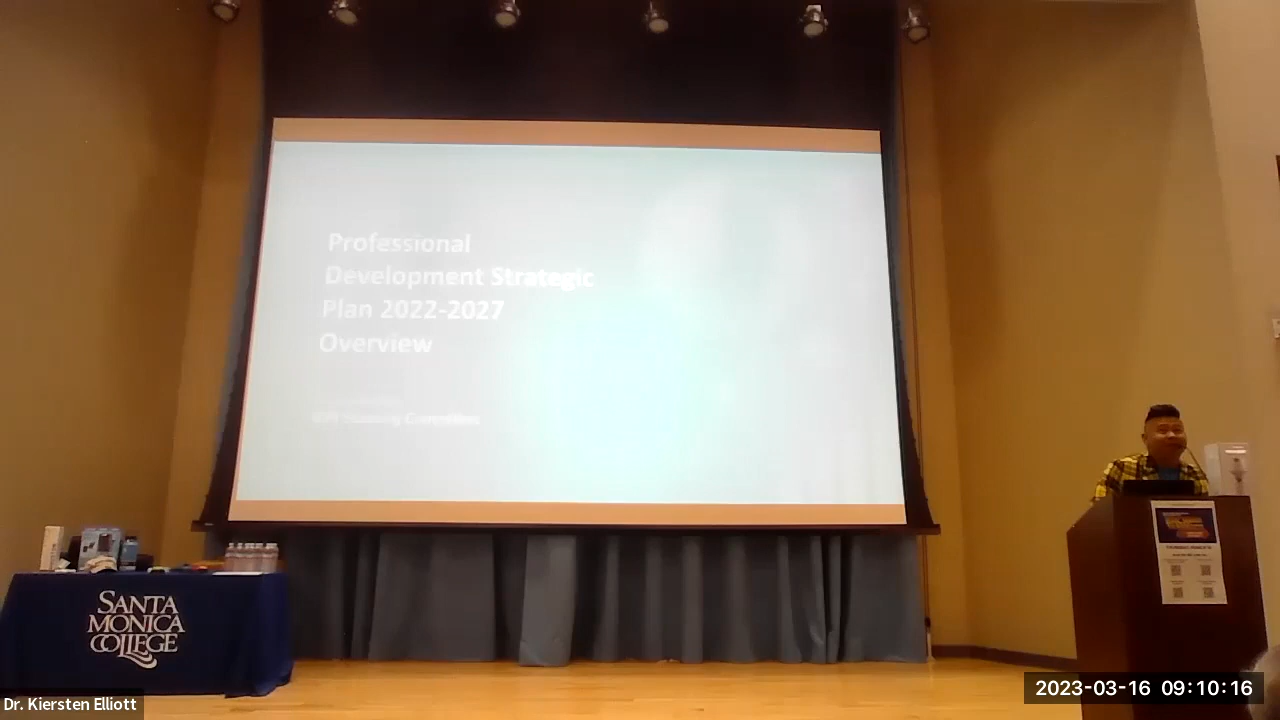 Professional
Development Strategic
Plan 2022-2027
Overview
SANTA
MONICA
COLLEGE
Dr. Kiersten Elliott
2023-03-16 09:10:16